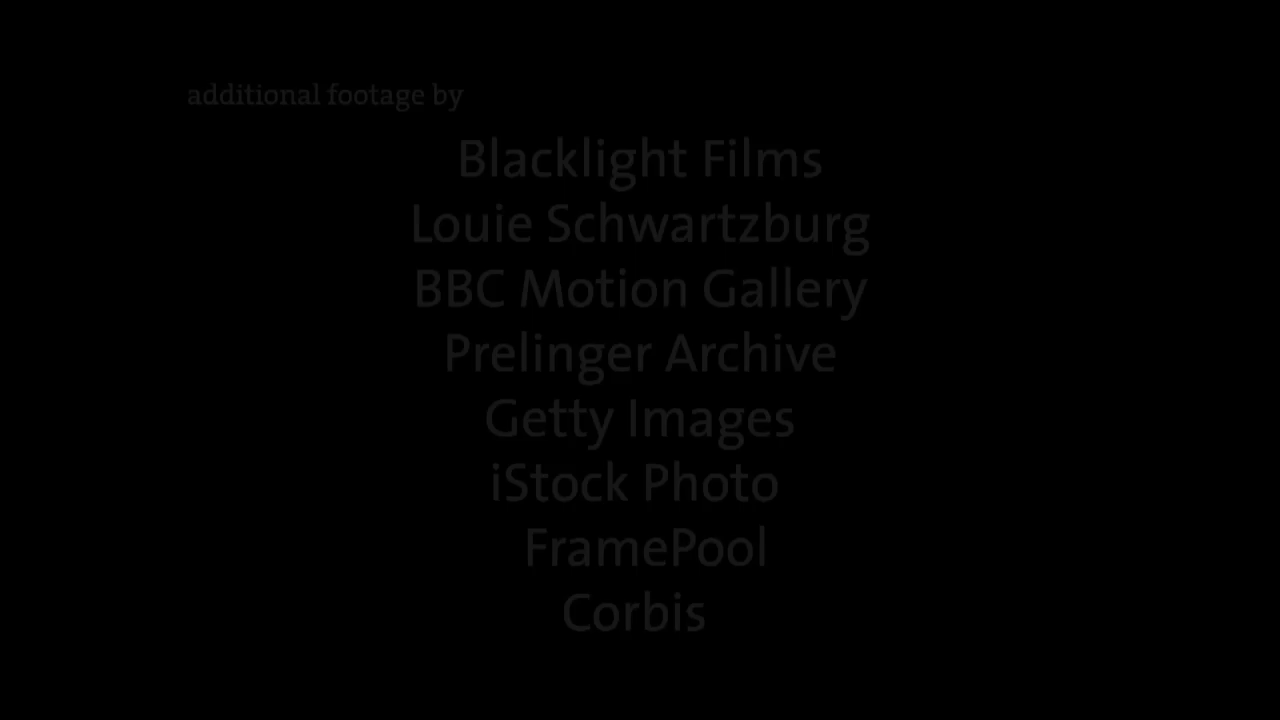 additional footage by
Blacklight Films
Louie Schwartzburg
BBC Motion Gallery
Prelinger Archive
Getty Images
iStock Photo
FramePool
Corbis